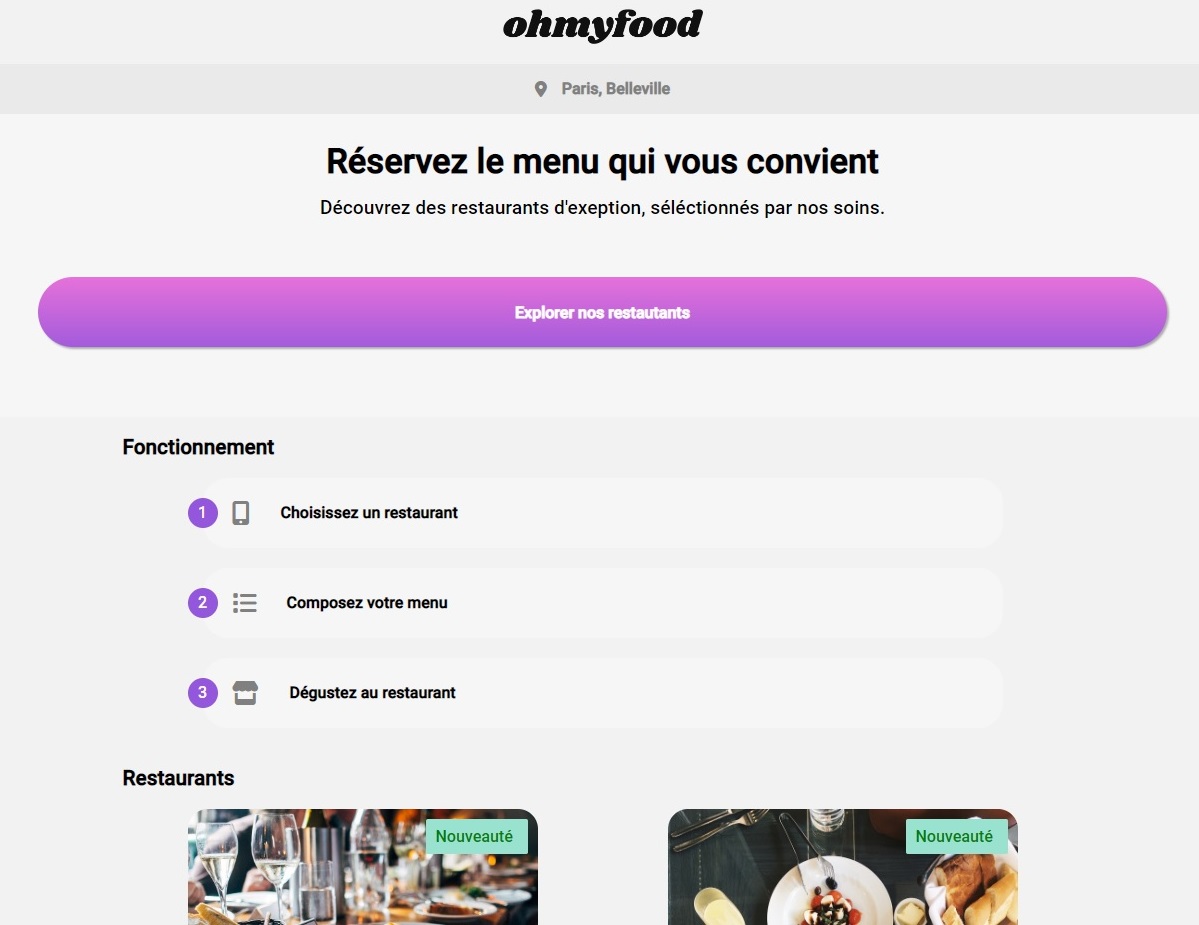 ohmyfood
Paris, Belleville
Réservez le menu qui vous convient
Découvrez des restaurants d'exeption, séléctionnés par nos soins.
Explorer nos restautants
Fonctionnement
1 Choisissez un restaurant
2 Composez votre menu
3 Dégustez au restaurant
Restaurants
Nouveauté Nouveauté